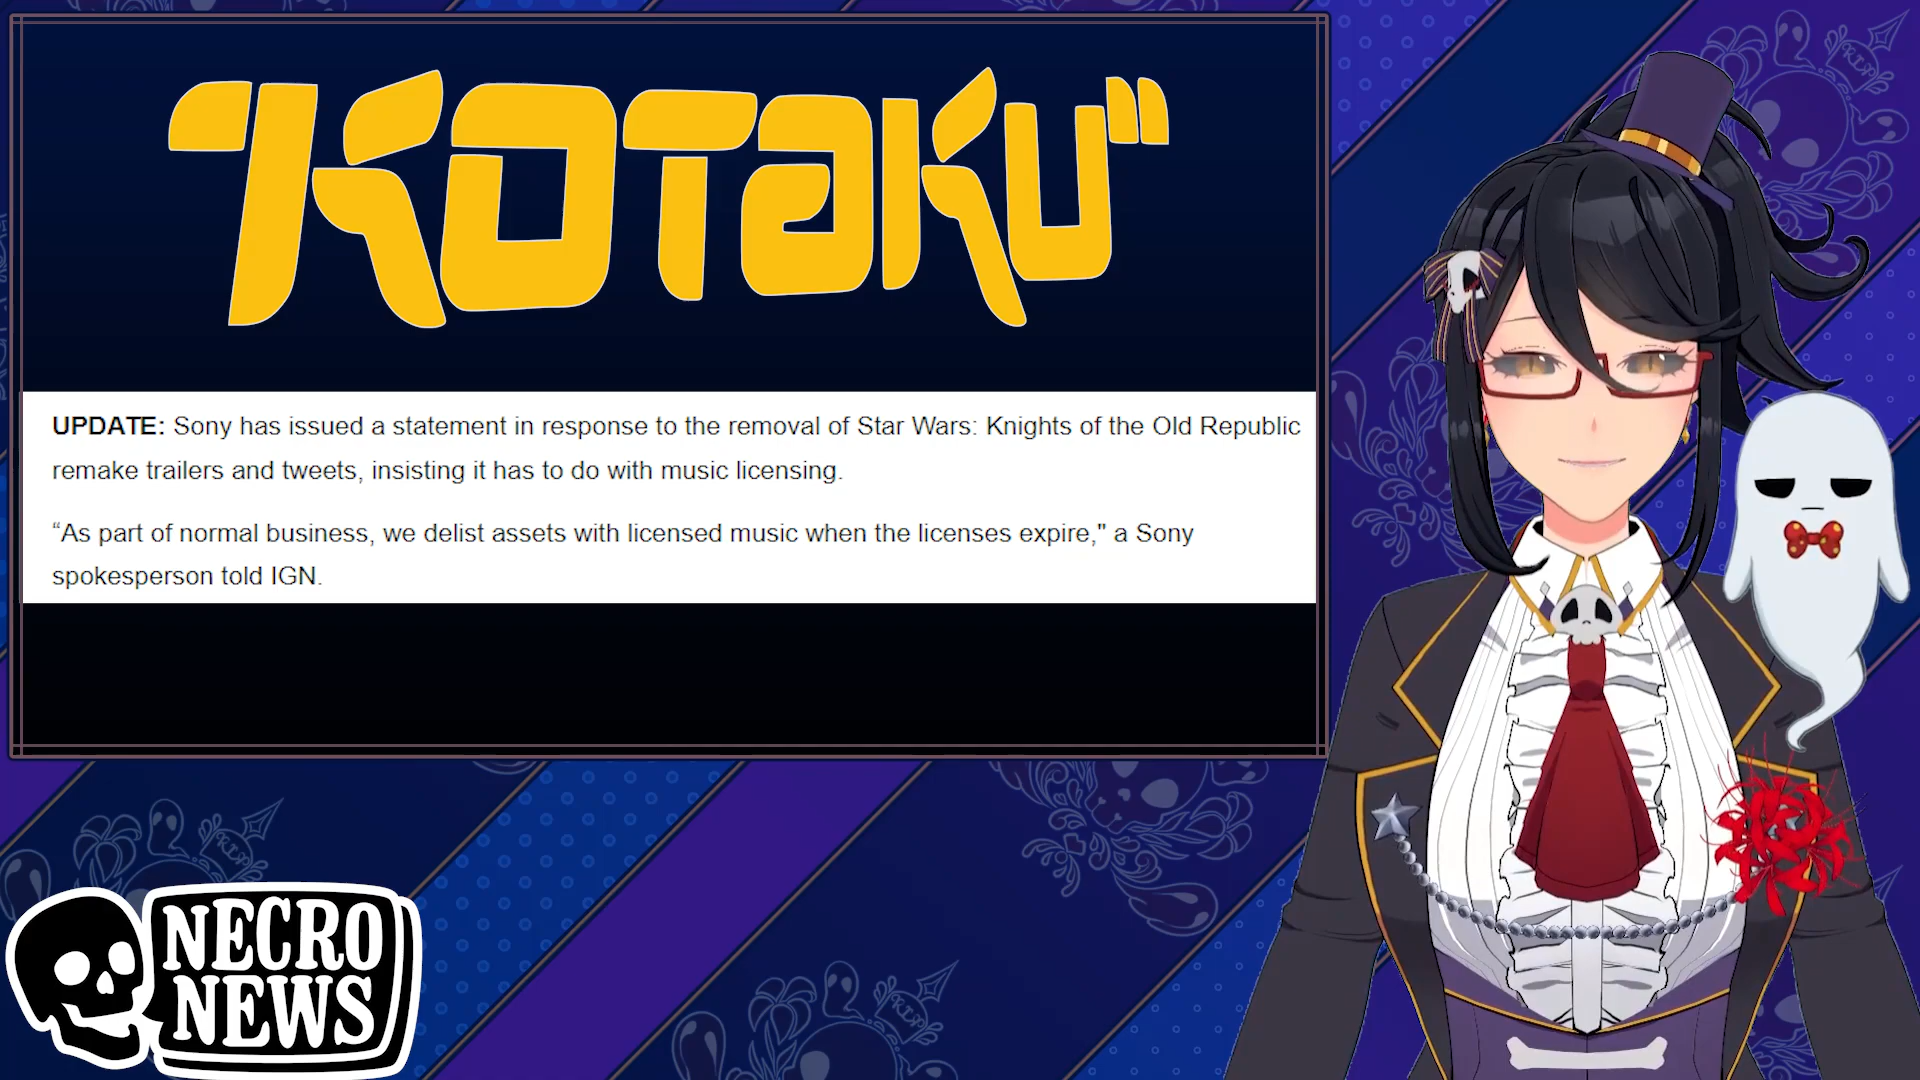 "KOTAKU"
UPDATE: Sony has issued a statement in response to the removal of Star Wars: Knights of the Old Republic
remake trailers and tweets, insisting it has to do with music licensing.
“As part of normal business, we delist assets with licensed music when the licenses expire," a Sony
spokesperson told IGN.
NECRO
NEWS